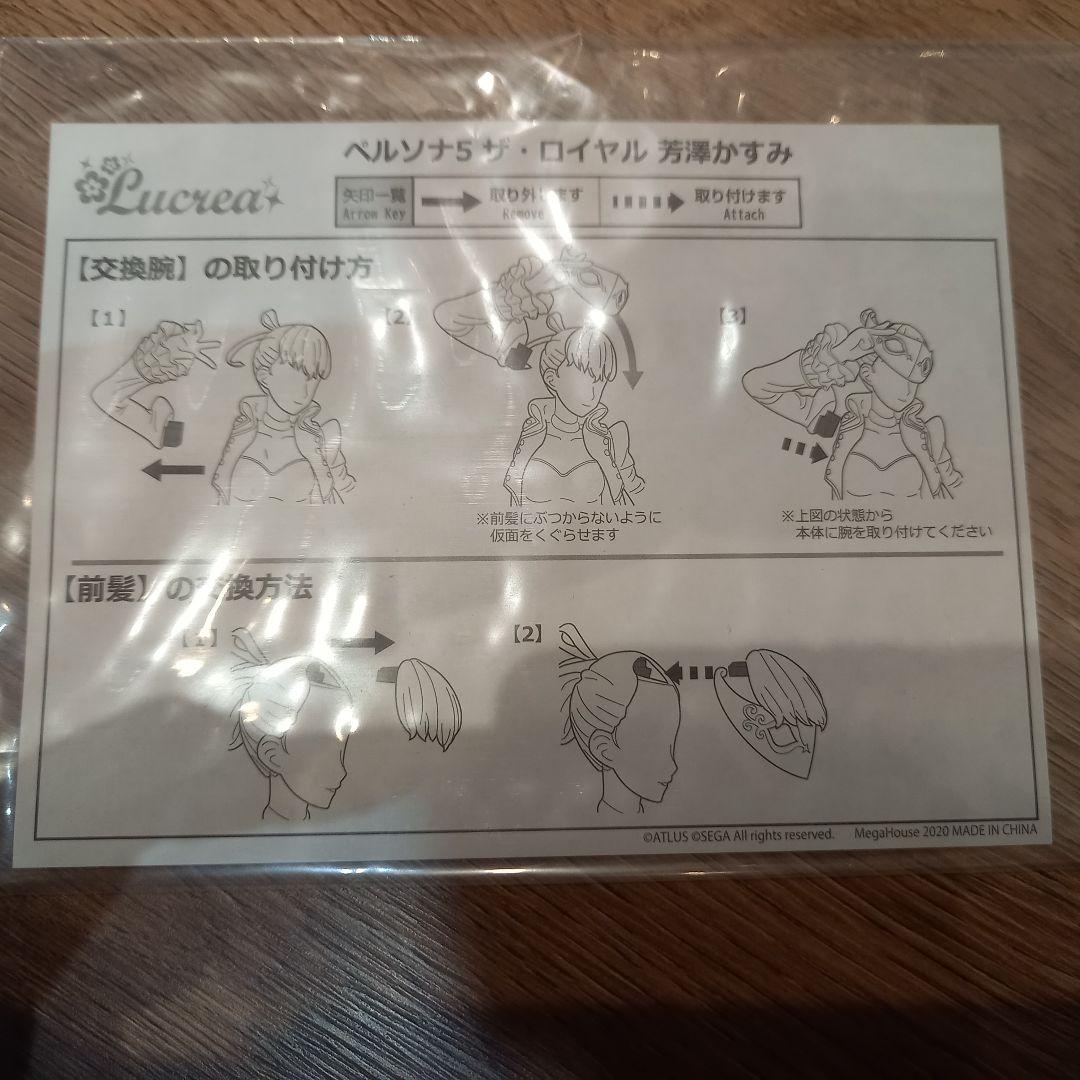 ペルソナ5 ザ・ロイヤル 芳澤かすみ
Lucrea
矢印一覧
Arrow Key
取り外します
Remove
取り付けます
Attach
【交換腕】の取り付け方
【1】
【2】
【3】
※前髪にぶつからないように
仮面をくぐらせます
※上図の状態から
本体に腕を取り付けてください
【前髪】の交換方法
【1】
【2】
©ATLUS ©SEGA All rights reserved.
MegaHouse 2020 MADE IN CHINA